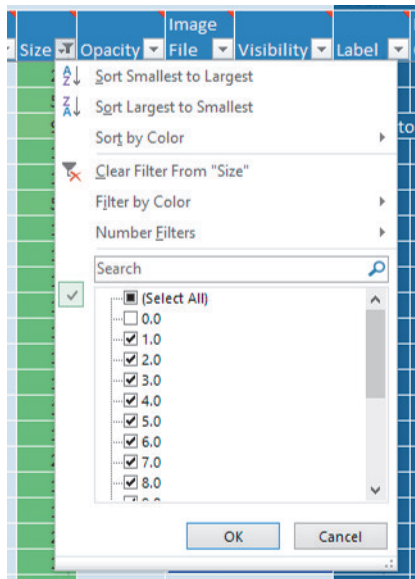 Image
Size Opacity File Visibility Label
Sort Smallest to Largest
Sort Largest to Smallest
Sort by Color
to
Clear Filter From "Size"
Filter by Color
Number Filters
Search
(Select All)
0.0
1.0
2.0
3.0
4.0
5.0
6.0
7.0
8.0
OK Cancel